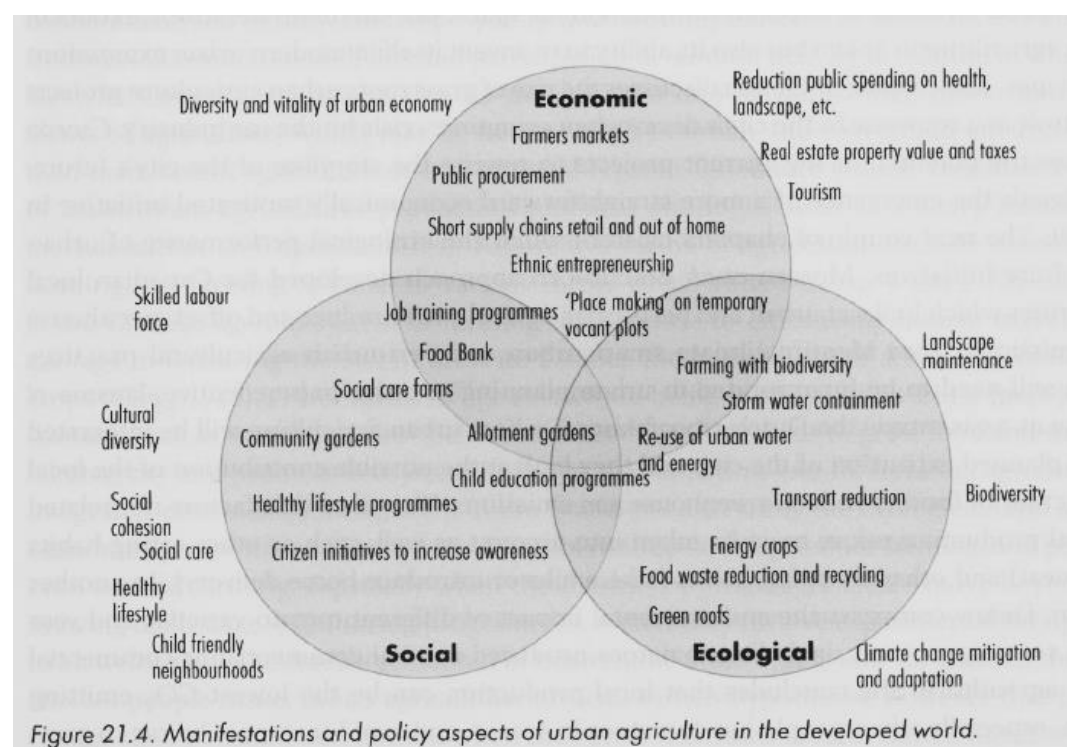 Diversity and vitality of urban economy
Economic
Reduction public spending on health,
landscape, etc.
Farmers markets
Real estate property value and taxes
Public procurement
Tourism
Short supply chains retail and out of home
Ethnic entrepreneurship
Skilled labour
force
Job training programmes
'Place making' on temporary
vacant plots
Food Bank
Landscape
maintenance
Farming with biodiversity
Social care farms
Storm water containment
Cultural
diversity
Community gardens
Allotment gardens
Re-use of urban water
and energy
Child education programmes
Social
cohesion
Healthy lifestyle programmes
Transport reduction
Biodiversity
Social care
Citizen initiatives to increase awareness
Energy crops
Food waste reduction and recycling
Healthy
lifestyle
Green roofs
Child friendly
neighbourhoods
Social
Ecological
Climate change mitigation
and adaptation
Figure 21.4. Manifestations and policy aspects of urban agriculture in the developed world.